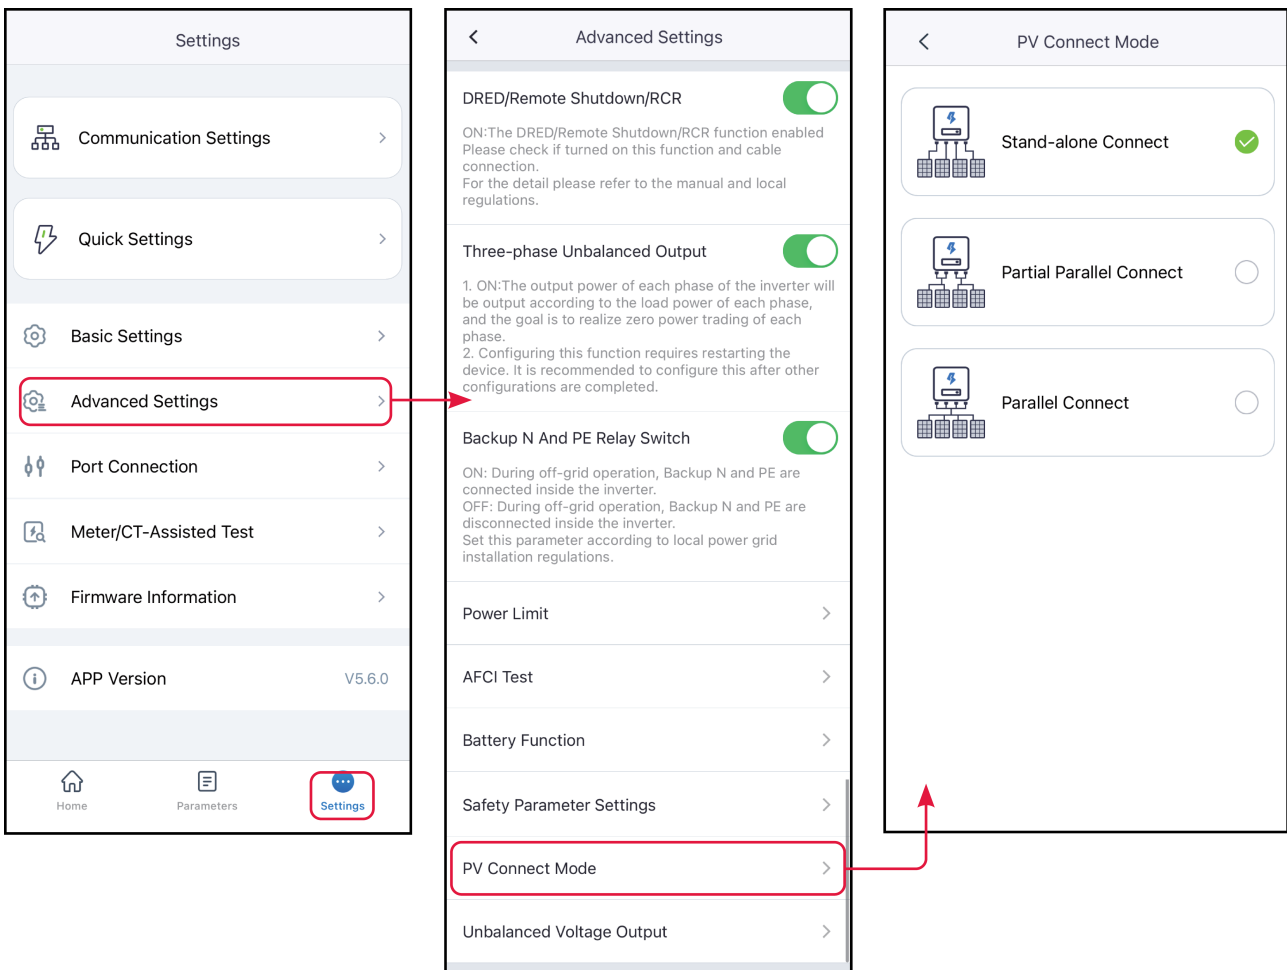 Settings
Communication Settings
Quick Settings
Basic Settings
Advanced Settings
Port Connection
Meter/CT-Assisted Test
Firmware Information
APP Version
V5.6.0
Home
Parameters
Settings
Advanced Settings
DRED/Remote Shutdown/RCR
ON:The DRED/Remote Shutdown/RCR function enabled
Please check if turned on this function and cable
connection.
For the detail please refer to the manual and local
regulations.
Three-phase Unbalanced Output
1. ON:The output power of each phase of the inverter will
be output according to the load power of each phase,
and the goal is to realize zero power trading of each
phase.
2. Configuring this function requires restarting the
device. It is recommended to configure this after other
configurations are completed.
Backup N And PE Relay Switch
ON: During off-grid operation, Backup N and PE are
connected inside the inverter.
OFF: During off-grid operation, Backup N and PE are
disconnected inside the inverter.
Set this parameter according to local power grid
installation regulations.
Power Limit
AFCI Test
Battery Function
Safety Parameter Settings
PV Connect Mode
Unbalanced Voltage Output
PV Connect Mode
Stand-alone Connect
Partial Parallel Connect
Parallel Connect